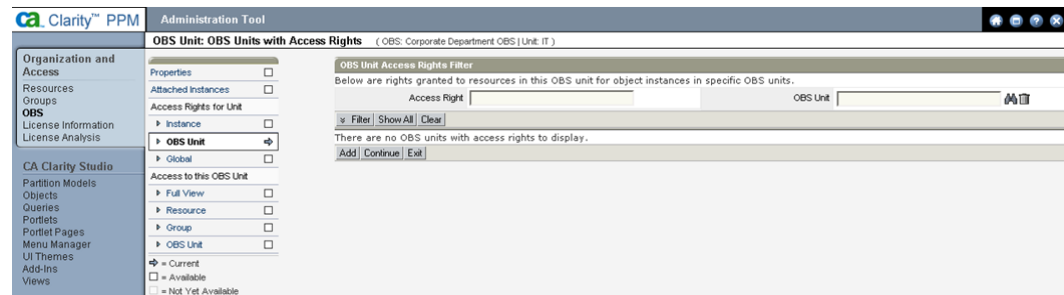 ca Clarity™ PPM
Administration Tool
OBS Unit: OBS Units with Access Rights ( OBS: Corporate Department OBS | Unit: IT )
Organization and
Access
Resources
Groups
OBS
License Information
License Analysis
CA Clarity Studio
Partition Models
Objects
Queries
Portlets
Portlet Pages
Menu Manager
UI Themes
Add-Ins
Views
Properties
Attached Instances
Access Rights for Unit
Instance
OBS Unit
Global
Access to this OBS Unit
Full View
Resource
Group
OBS Unit
= Current
= Available
= Not Yet Available
OBS Unit Access Rights Filter
Below are rights granted to resources in this OBS unit for object instances in specific OBS units.
Access Right OBS Unit
Filter Show All Clear
There are no OBS units with access rights to display.
Add Continue Exit